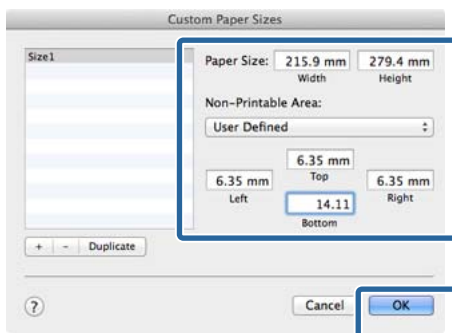 Custom Paper Sizes
Size1
Paper Size: 215.9 mm 279.4 mm
Width Height
Non-Printable Area:
User Defined
6.35 mm
Top
6.35 mm 6.35 mm
Left Right
14.11
Bottom
+ - Duplicate
? Cancel OK